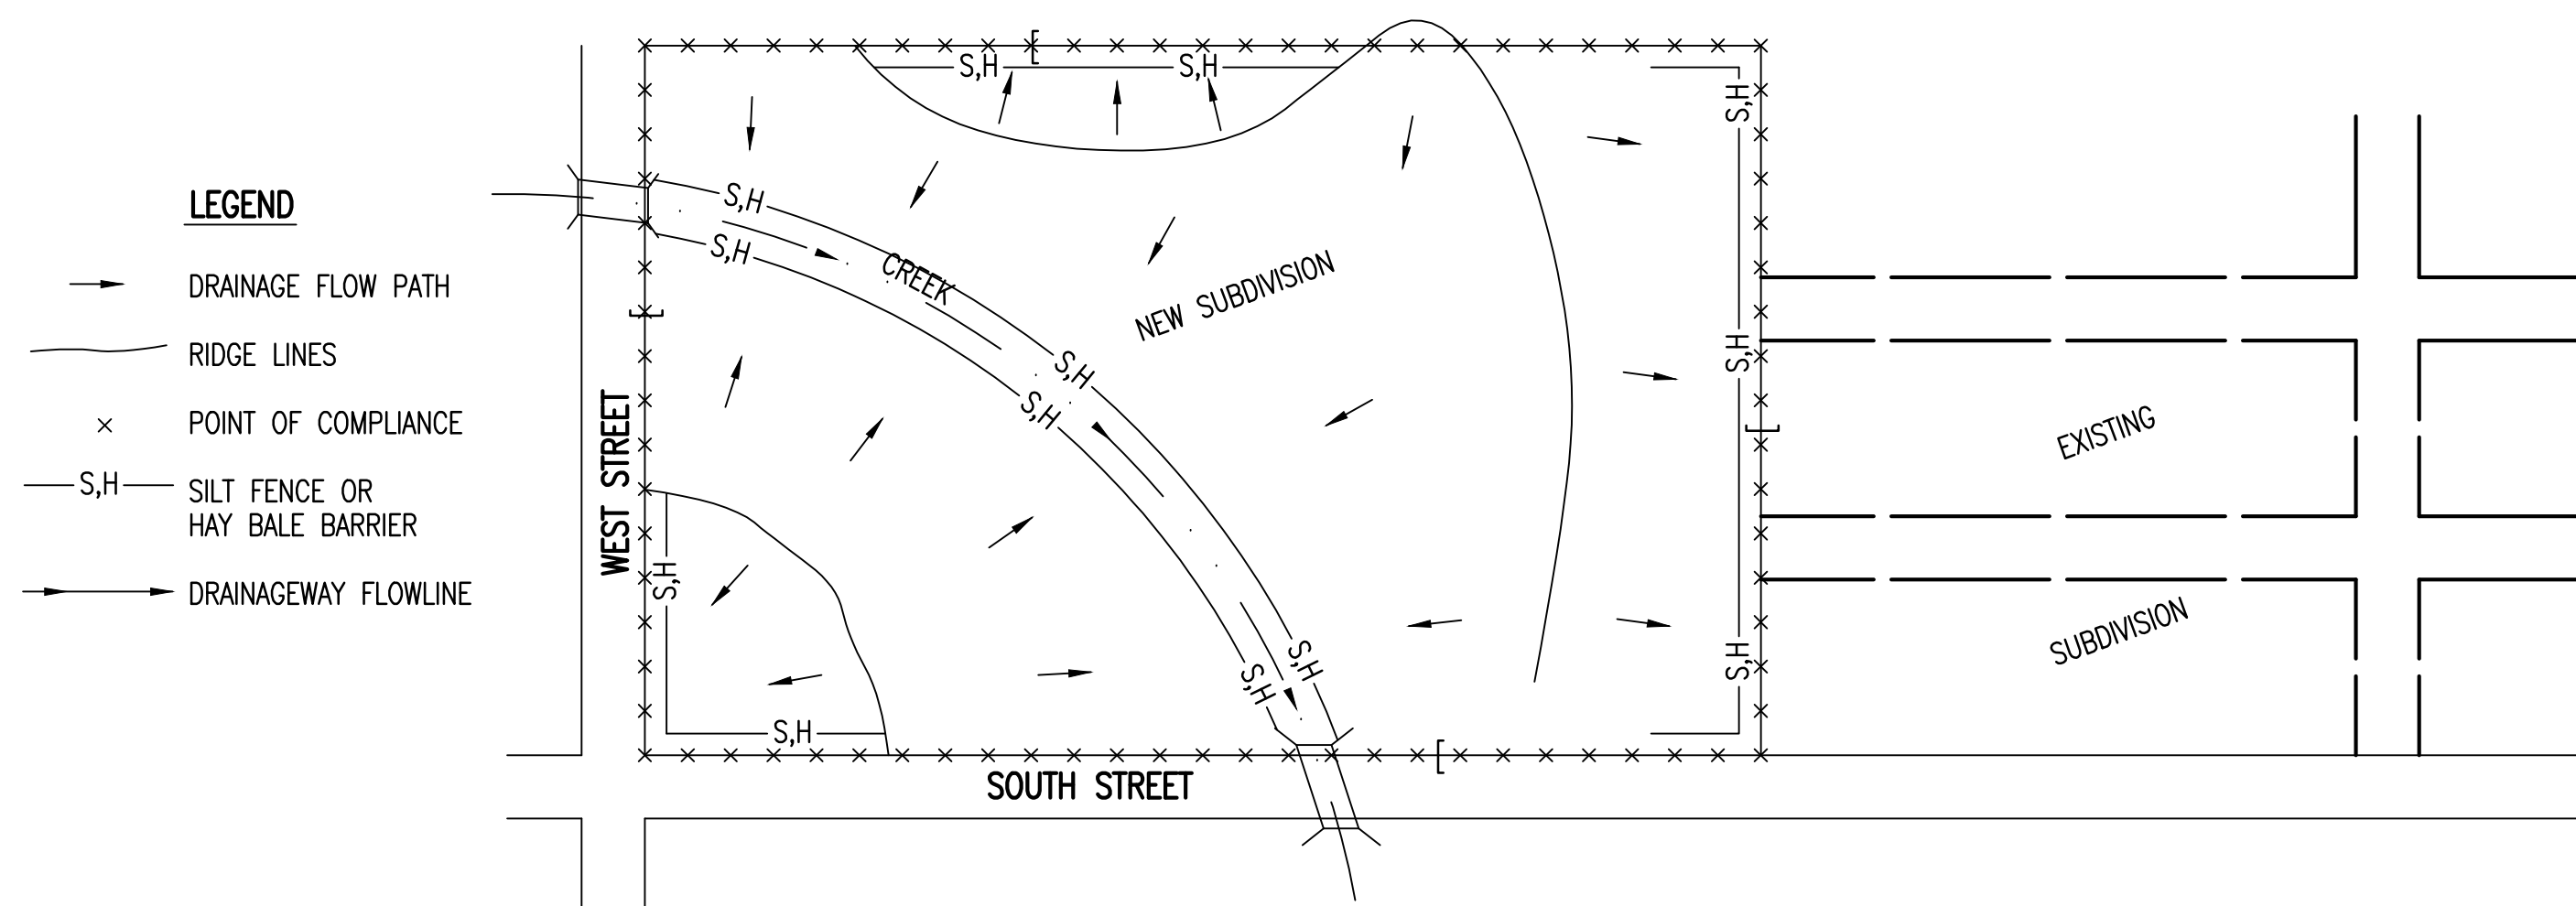 LEGEND
DRAINAGE FLOW PATH
RIDGE LINES
POINT OF COMPLIANCE
S,H
SILT FENCE OR
HAY BALE BARRIER
DRAINAGEWAY FLOWLINE
WEST STREET
SOUTH STREET
S,H
S,H
S,H
S,H
S,H
CREEK
NEW SUBDIVISION
S,H
S,H
S,H
S,H
S,H
S,H
S,H
S,H
S,H
EXISTING
SUBDIVISION